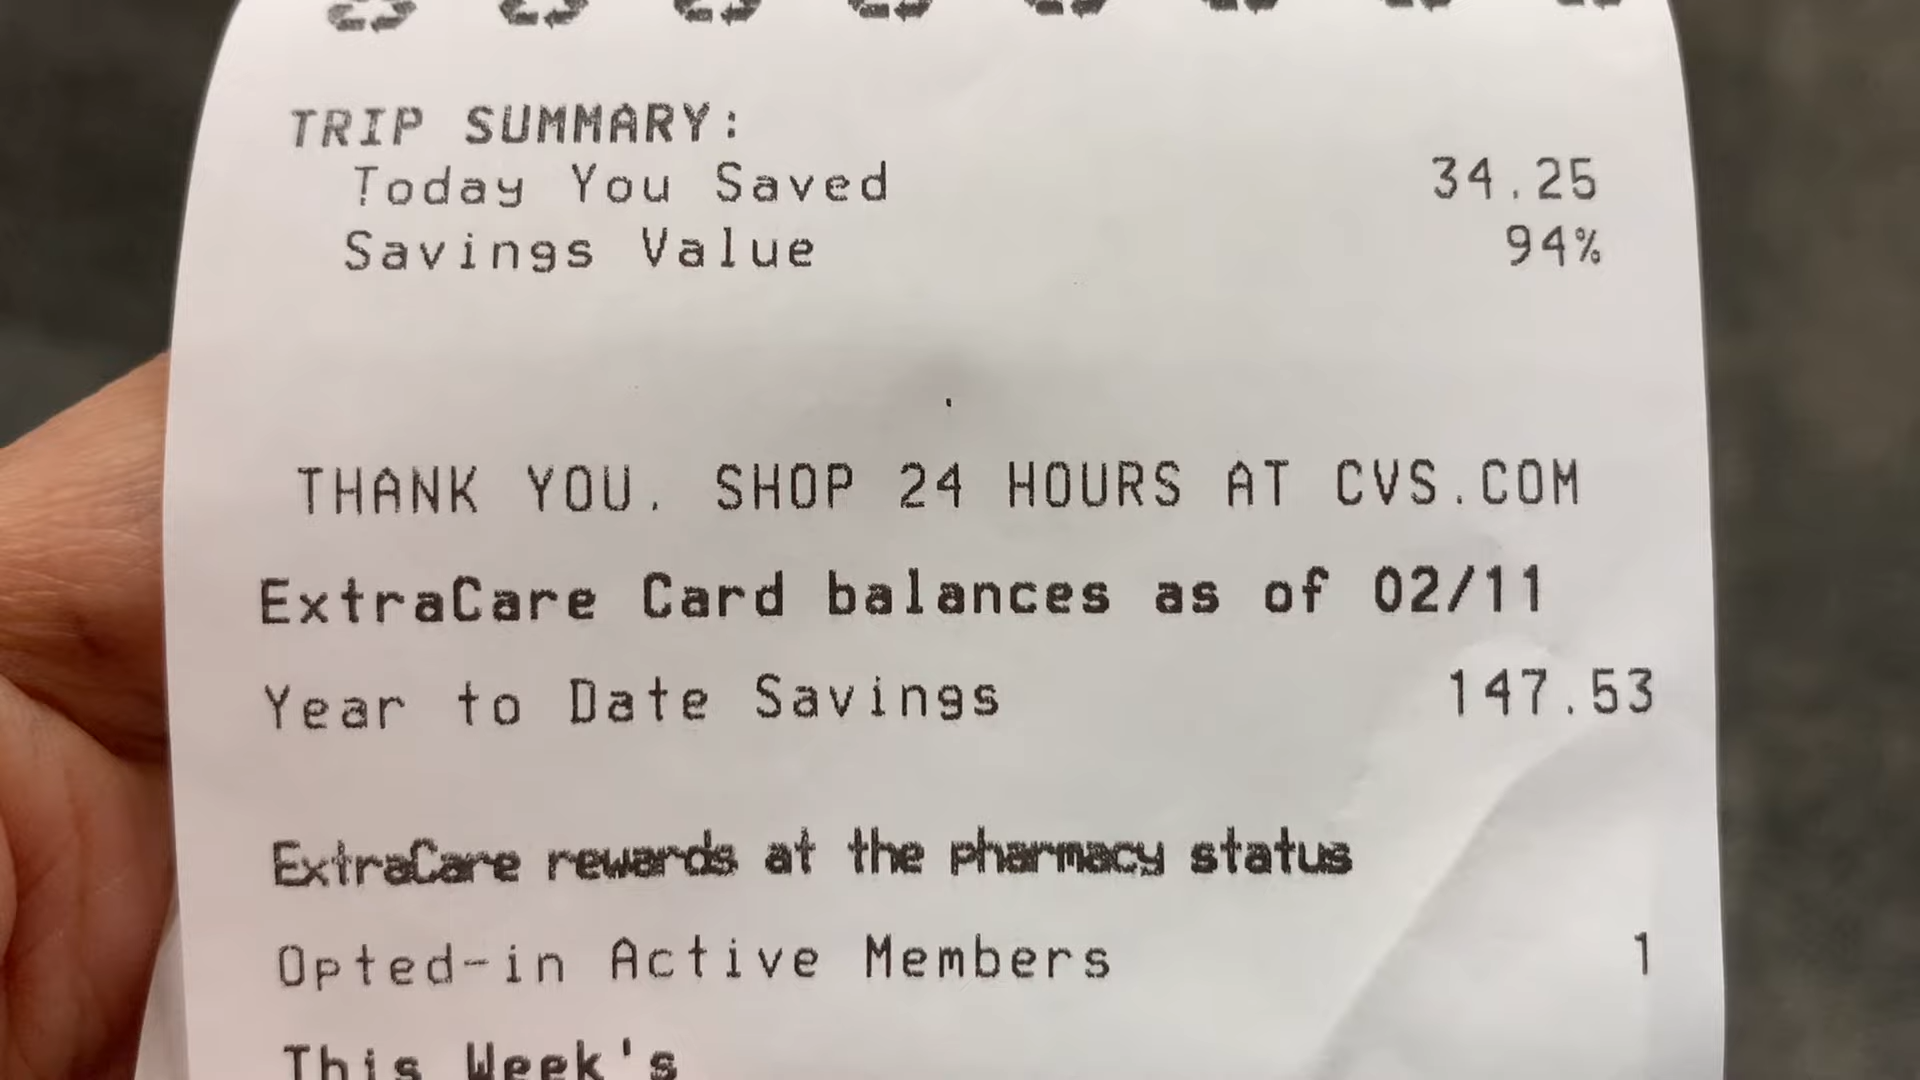 TRIP SUMMARY:
Today You Saved 34.25
Savings Value 94%
THANK YOU. SHOP 24 HOURS AT CVS.COM
ExtraCare Card balances as of 02/11
Year to Date Savings 147.53
ExtraCare rewards at the pharmacy status
Opted-in Active Members 1
This Week's